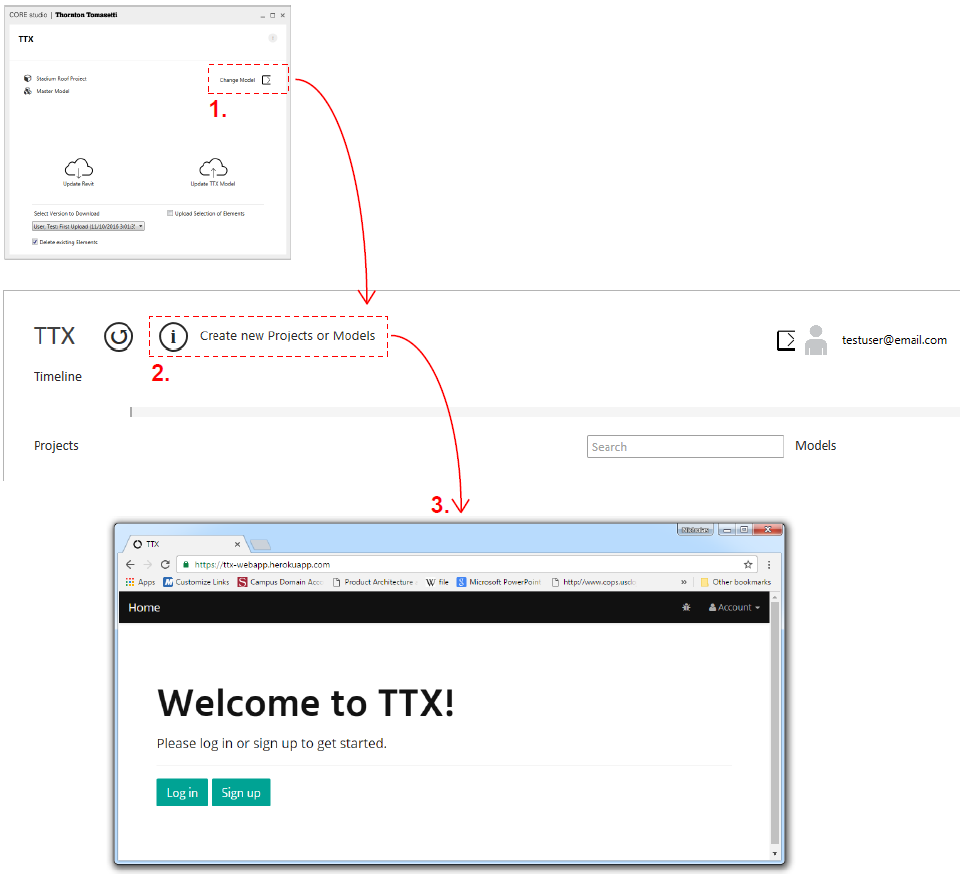 CORE studio | Thornton Tomasetti
TTX
Stadium Roof Project
Master Model
Change Model
1.
Update Revit
Update TTX Model
Select Version to Download
Upload Selection of Elements
User, Test: First Upload (11/10/2016 3:01:3
Delete existing Elements
TTX
i
Create new Projects or Models
testuser@email.com
2.
Timeline
Projects
Search
Models
3.
Nicholas
TTX
https://ttx-webapp.herokuapp.com
Apps Customize Links Campus Domain Acc Product Architecture W file Microsoft PowerPoint http://www.cops.usdo » Other bookmarks
Home
Account
Welcome to TTX!
Please log in or sign up to get started.
Log in Sign up